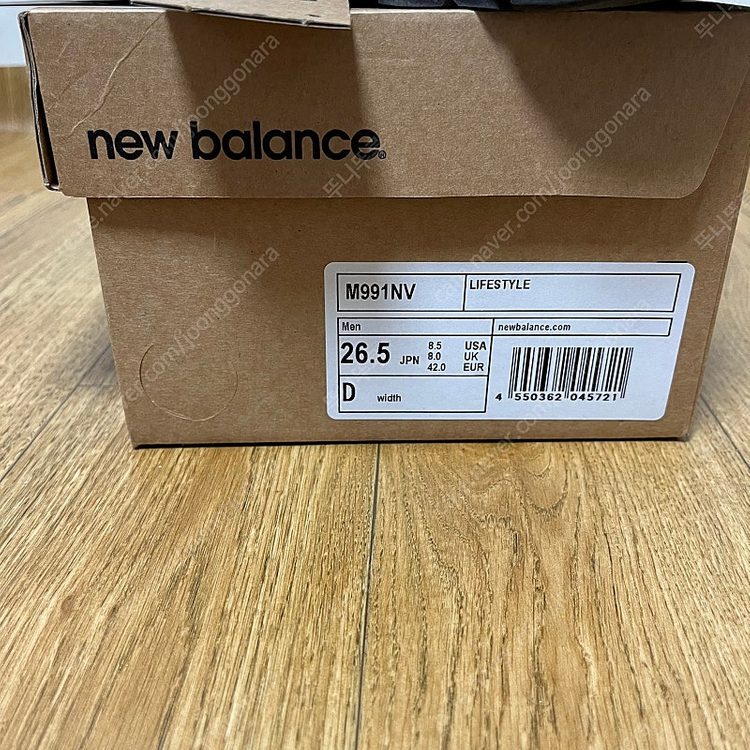 new balance®
M991NV
LIFESTYLE
Men
newbalance.com
26.5 JPN
8.5 USA
8.0 UK
42.0 EUR
D width
4 550362 045721